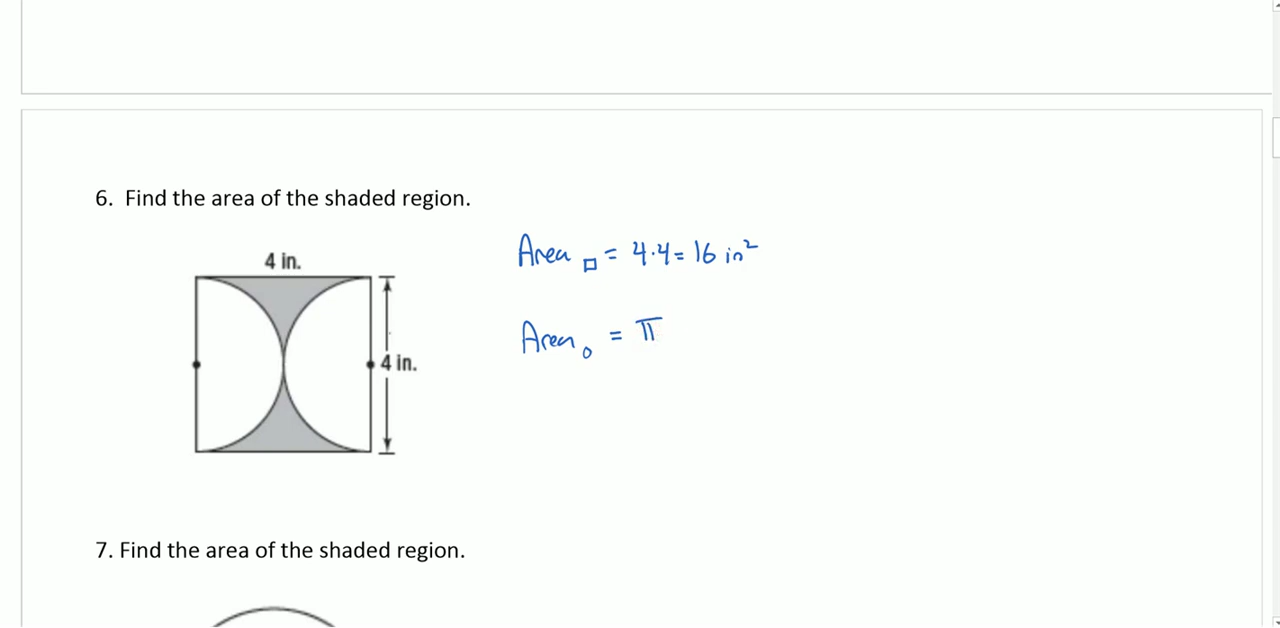 6. Find the area of the shaded region.
Area □ = 4·4 = 16 in²
4 in.
Area ○ = π
4 in.
7. Find the area of the shaded region.